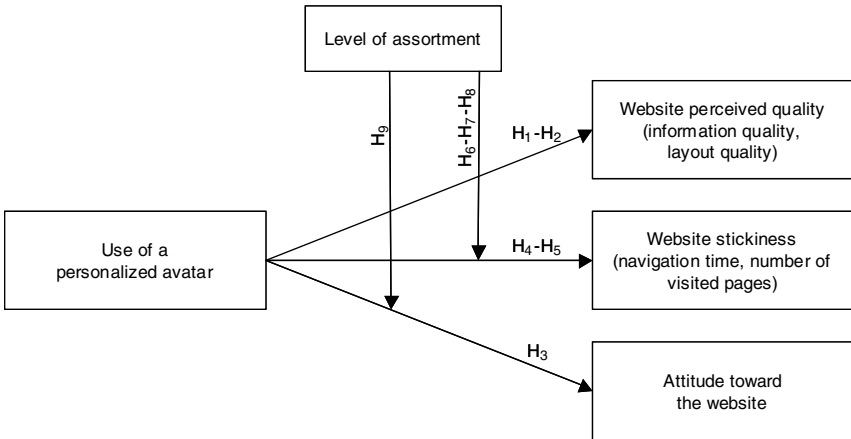 Level of assortment
H₉
H₆-H₇-H₈
H₁-H₂
Website perceived quality
(information quality,
layout quality)
Use of a
personalized avatar
H₄-H₅
Website stickiness
(navigation time, number of
visited pages)
H₃
Attitude toward
the website